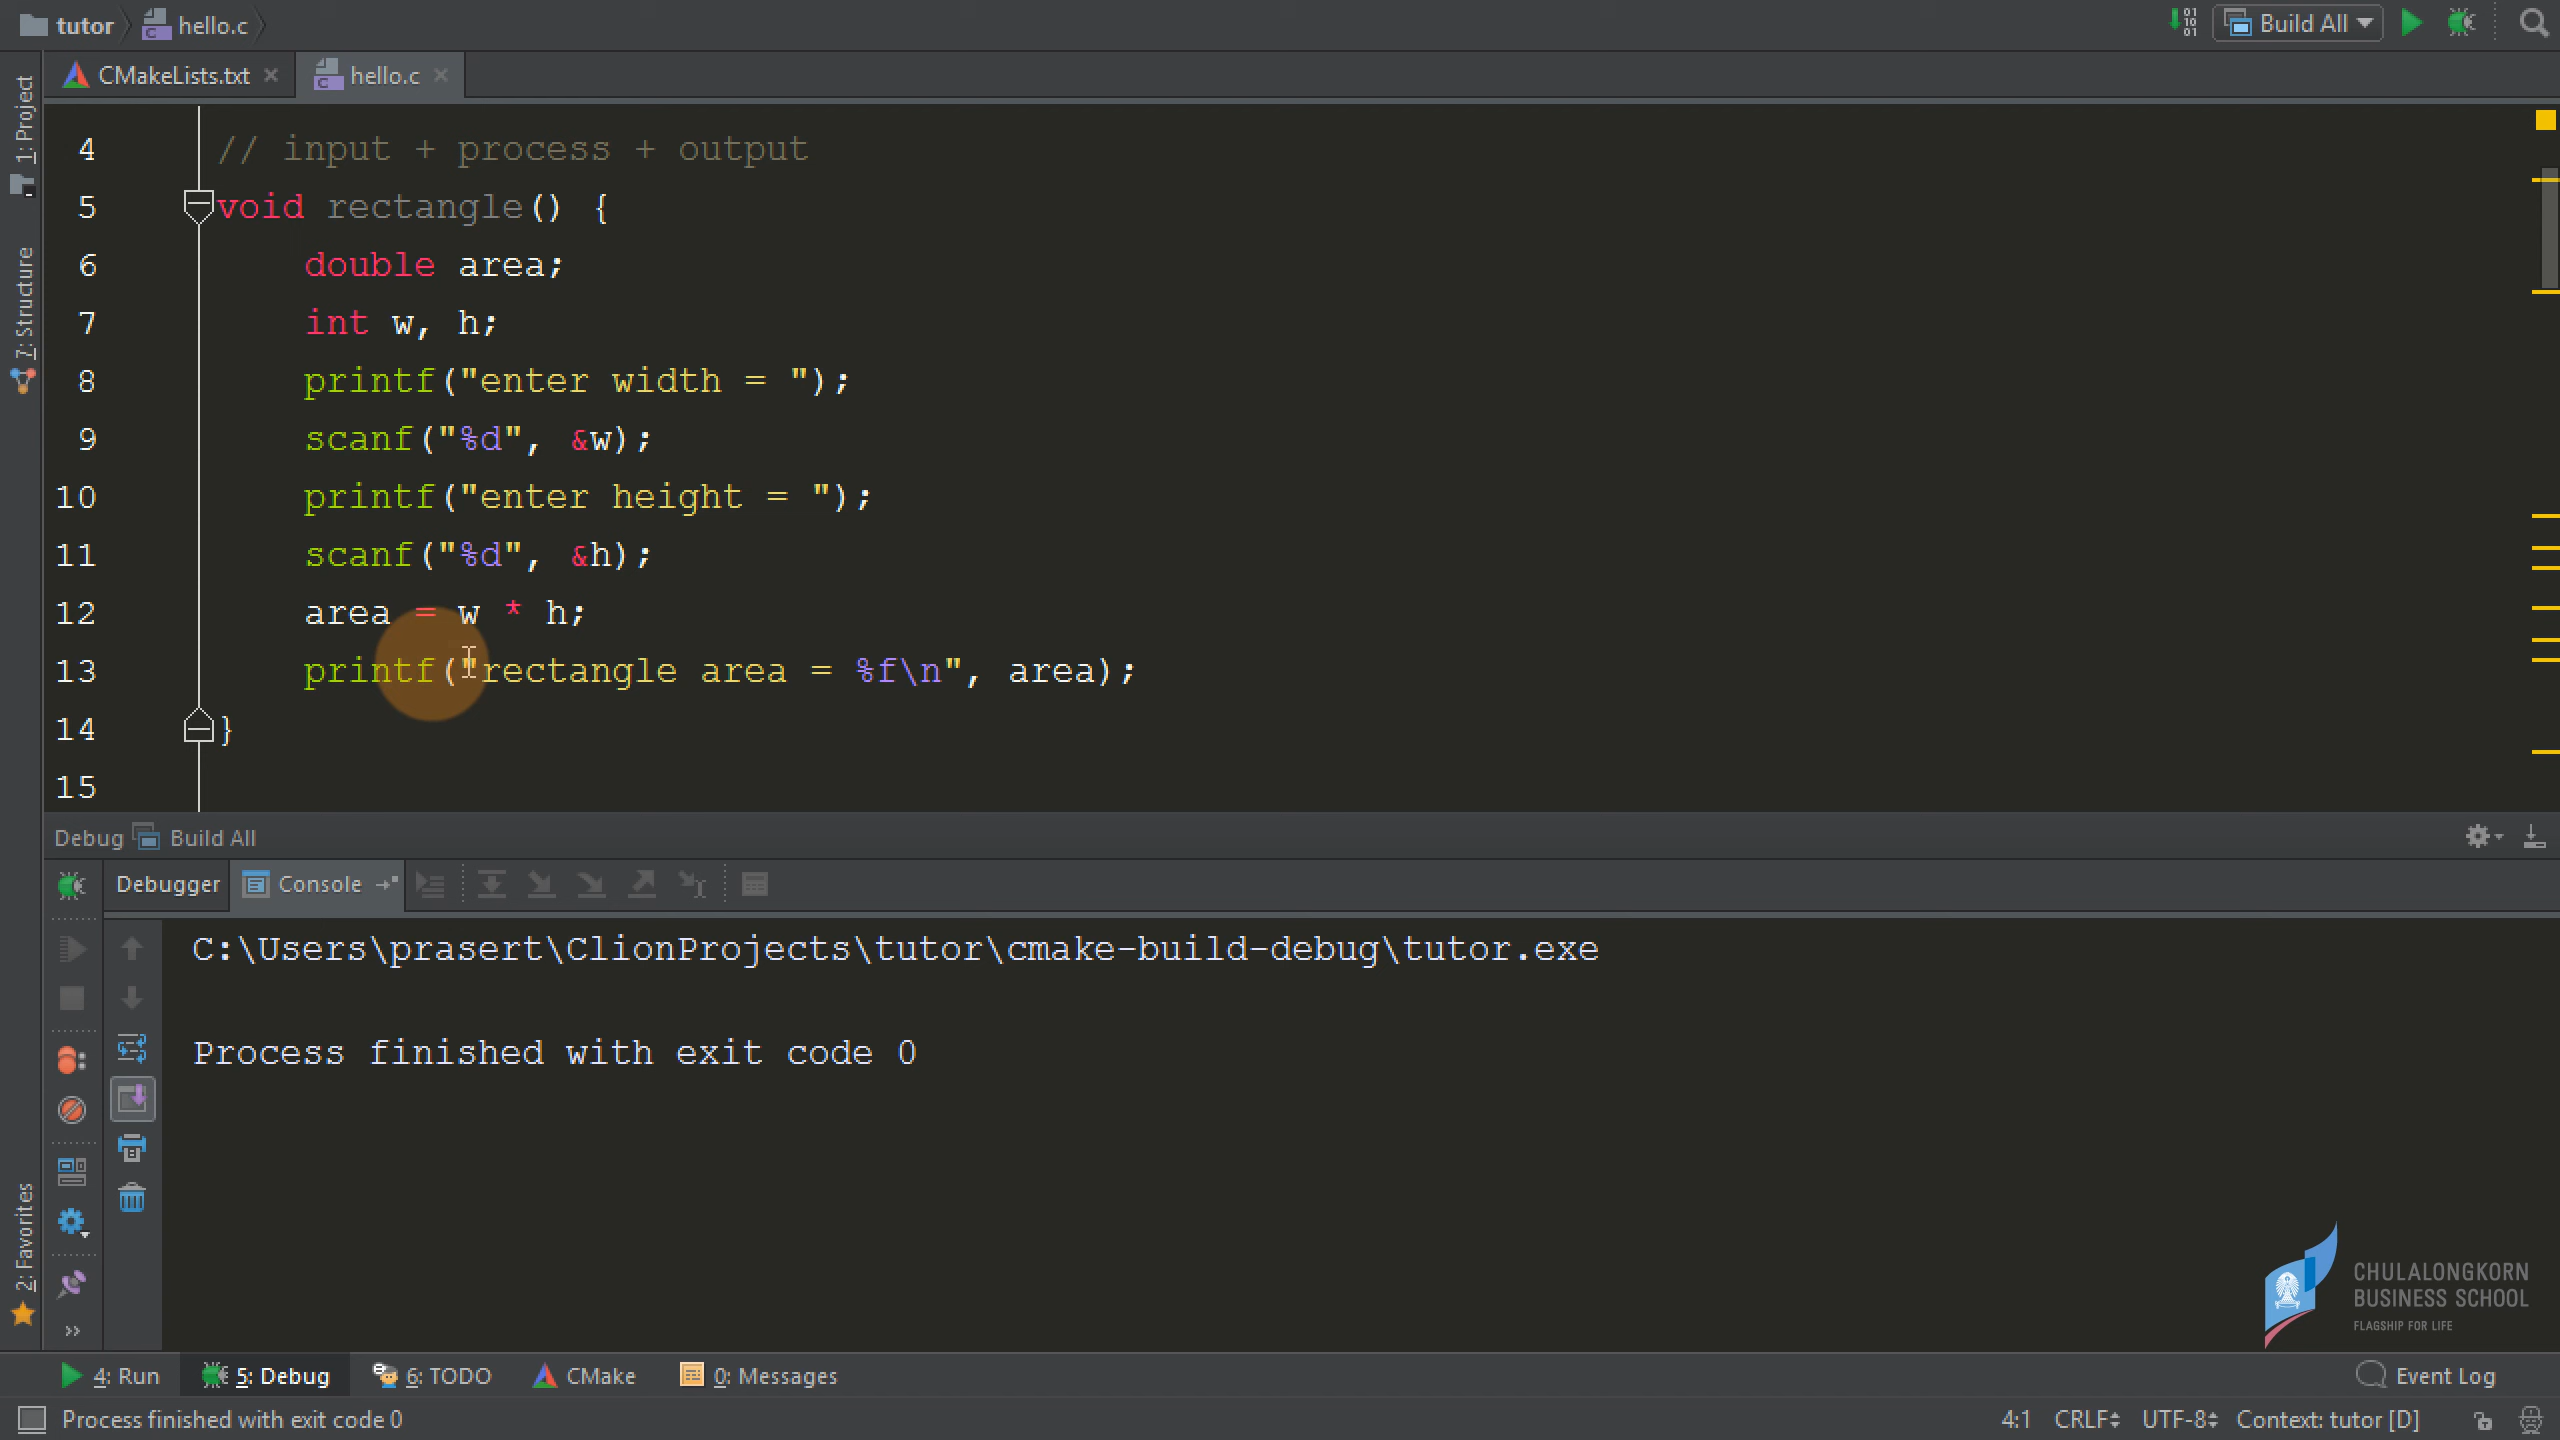 tutor hello.c Build All
CMakeLists.txt hello.c
1: Project
7: Structure
4 // input + process + output
5 void rectangle() {
6 double area;
7 int w, h;
8 printf("enter width = ");
9 scanf("%d", &w);
10 printf("enter height = ");
11 scanf("%d", &h);
12 area = w * h;
13 printf("rectangle area = %f\n", area);
14 }
15
Debug Build All
Debugger Console
C:\Users\prasert\ClionProjects\tutor\cmake-build-debug\tutor.exe
Process finished with exit code 0
2: Favorites
CHULALONGKORN
BUSINESS SCHOOL
FLAGSHIP FOR LIFE
4: Run 5: Debug 6: TODO CMake 0: Messages Event Log
Process finished with exit code 0 4:1 CRLF UTF-8 Context: tutor [D]